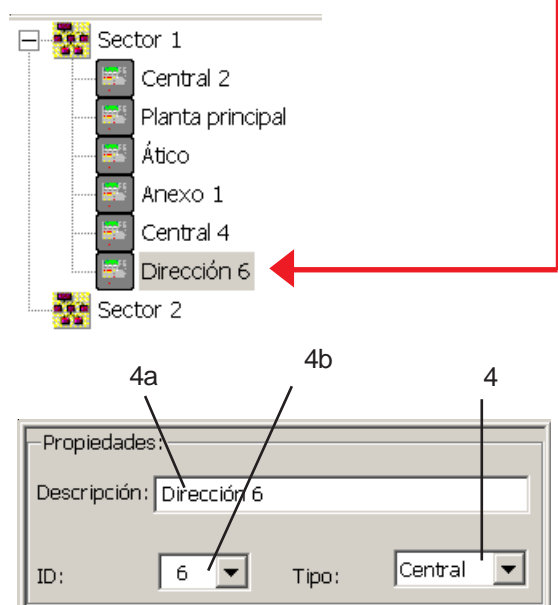 Sector 1
Central 2
Planta principal
Ático
Anexo 1
Central 4
Dirección 6
Sector 2
4a 4b 4
Propiedades:
Descripción: Dirección 6
ID: 6 Tipo: Central